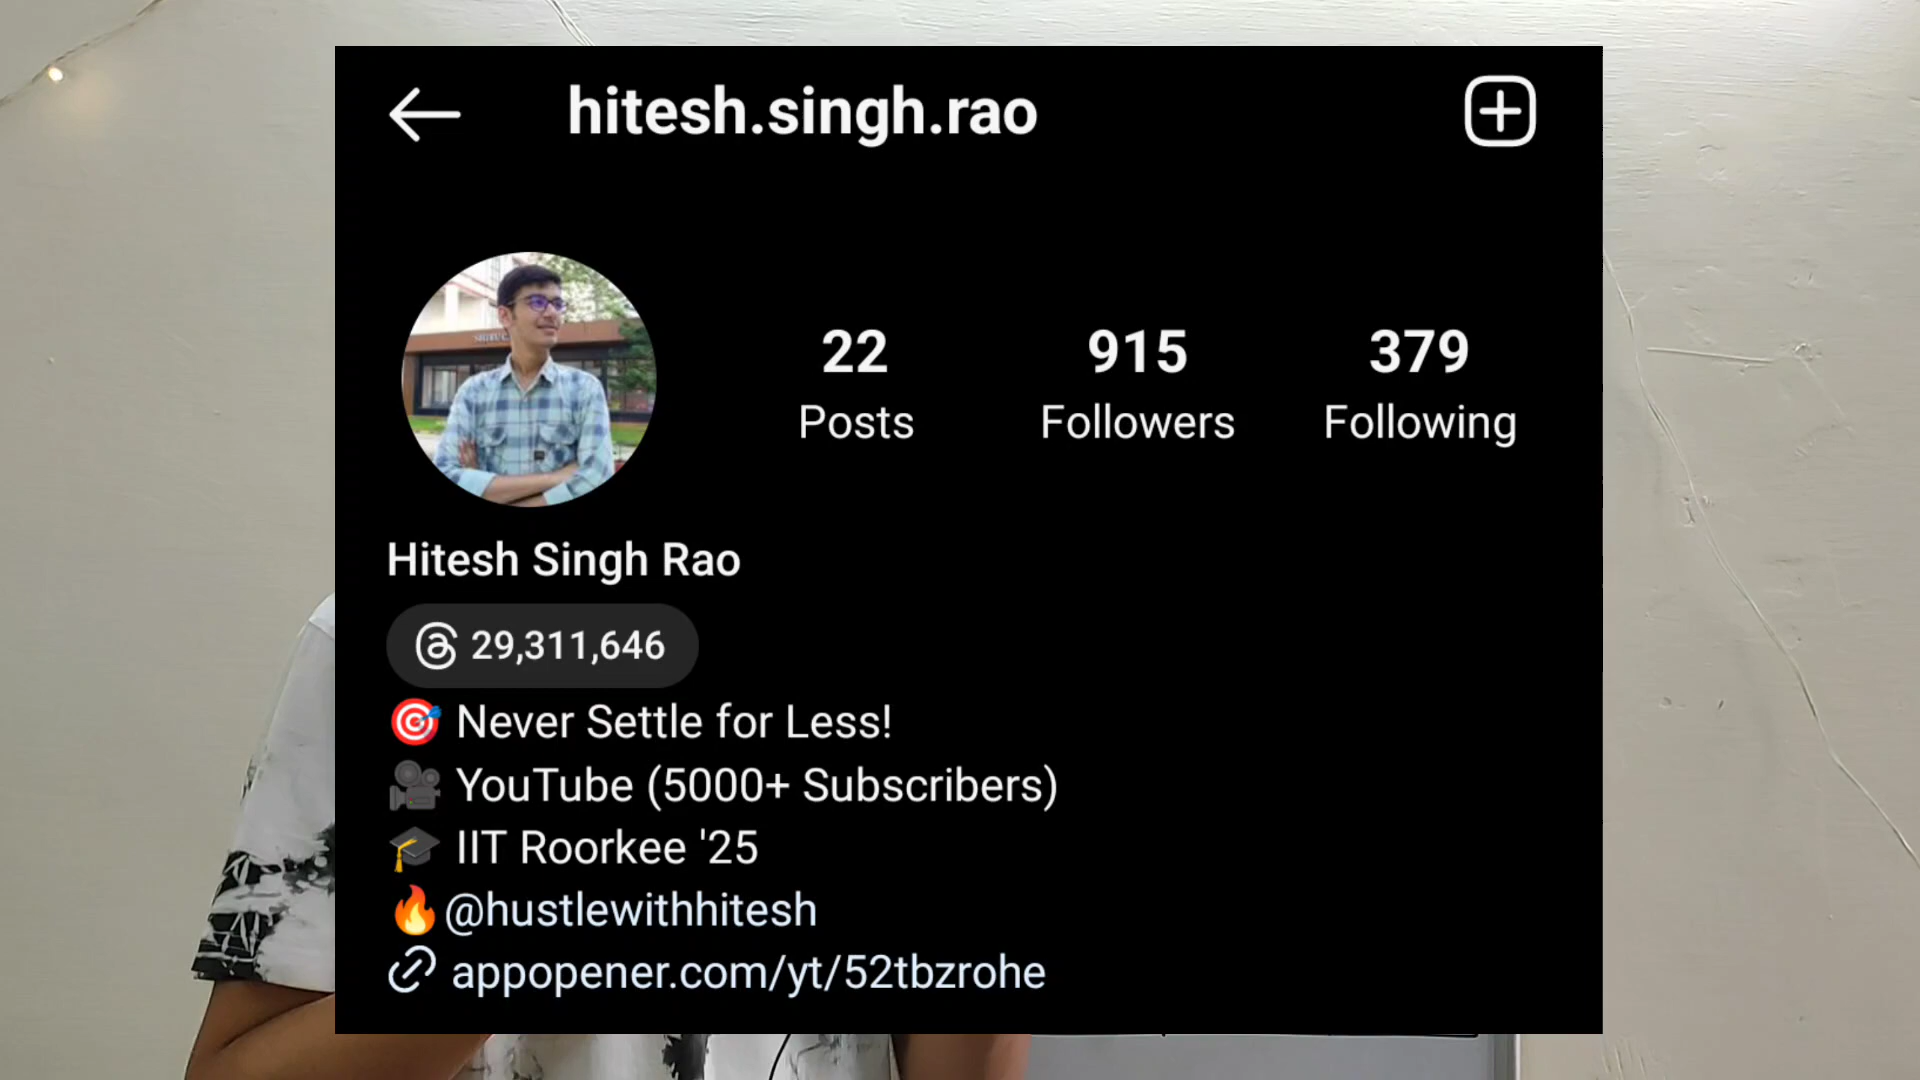 hitesh.singh.rao
22
Posts
915
Followers
379
Following
Hitesh Singh Rao
29,311,646
🎯 Never Settle for Less!
🎥 YouTube (5000+ Subscribers)
🎓 IIT Roorkee '25
🔥@hustlewithhitesh
appopener.com/yt/52tbzrohe